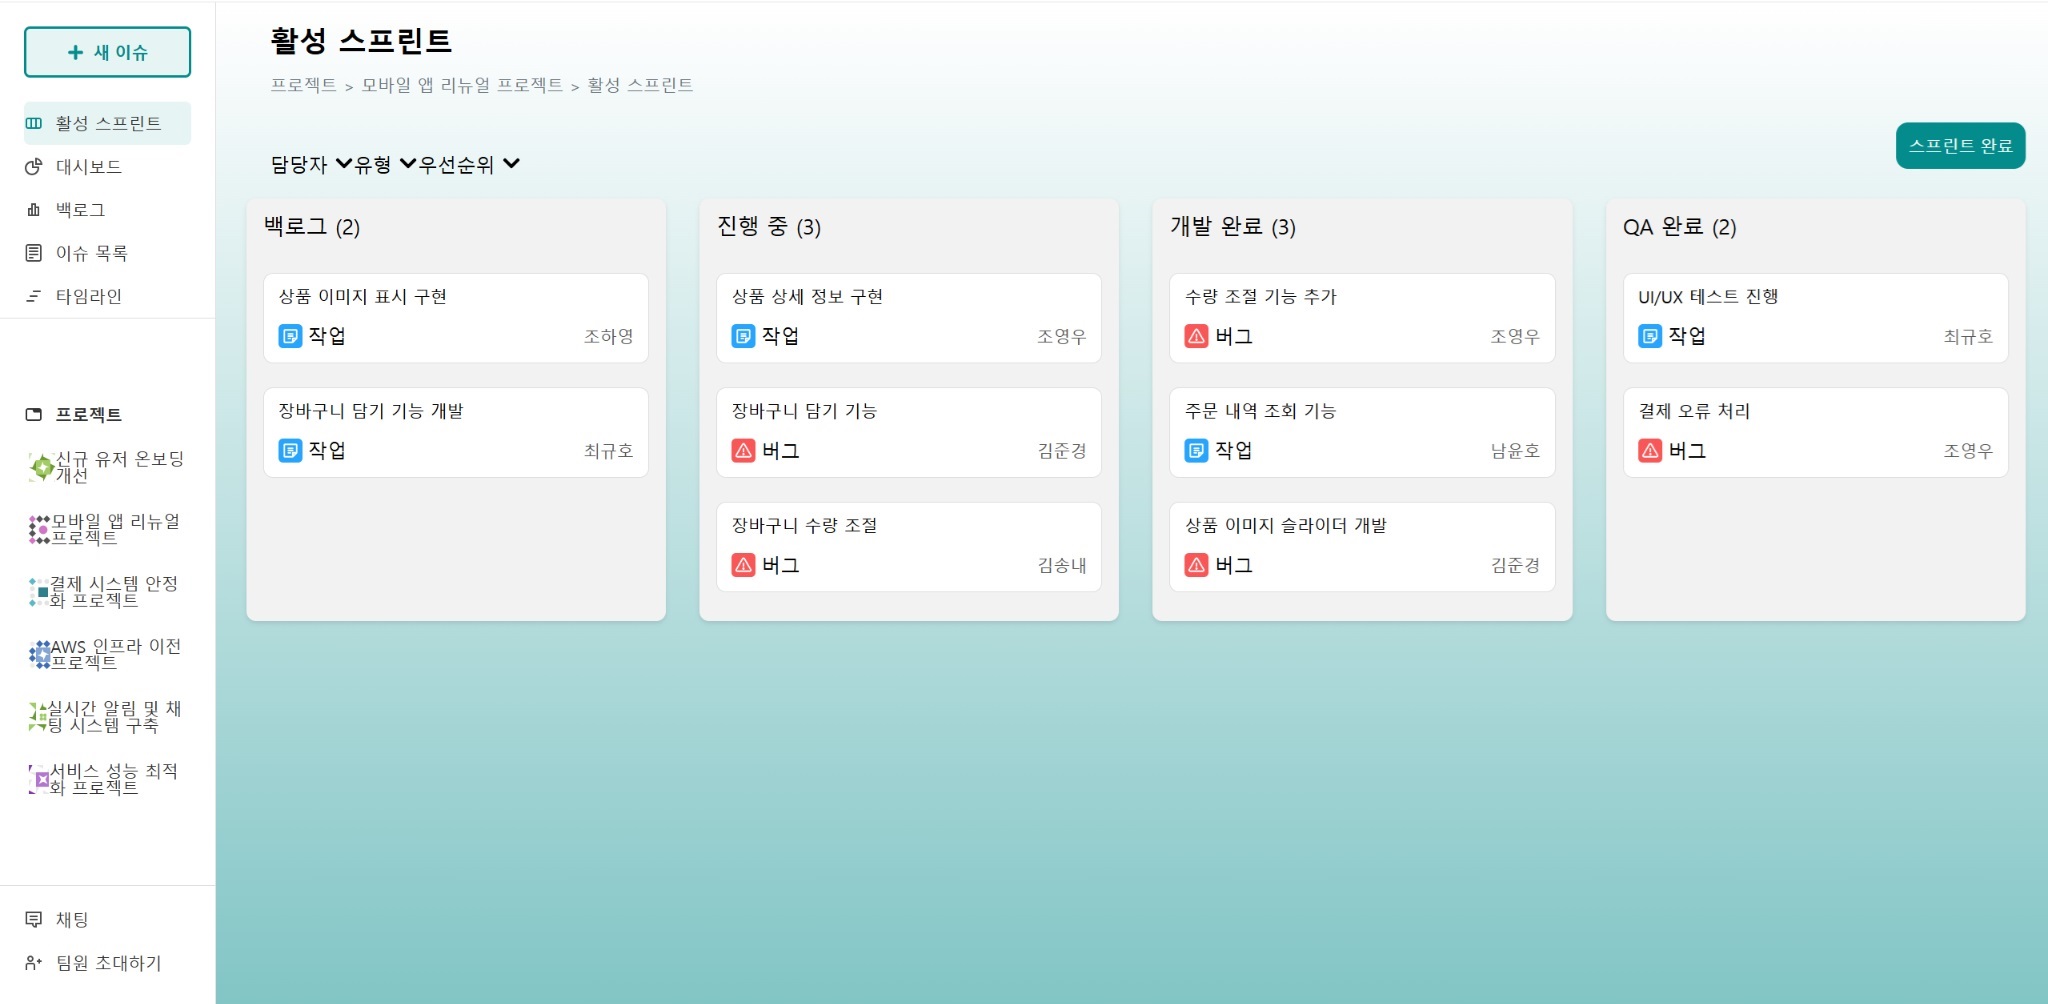 새 이슈
활성 스프린트
대시보드
백로그
이슈 목록
타임라인
프로젝트
신규 유저 온보딩
개선
모바일 앱 리뉴얼
프로젝트
결제 시스템 안정
화 프로젝트
AWS 인프라 이전
프로젝트
실시간 알림 및 채
팅 시스템 구축
서비스 성능 최적
화 프로젝트
채팅
팀원 초대하기
활성 스프린트
프로젝트 > 모바일 앱 리뉴얼 프로젝트 > 활성 스프린트
스프린트 완료
담당자 유형 우선순위
백로그 (2)
상품 이미지 표시 구현
작업 조하영
장바구니 담기 기능 개발
작업 최규호
진행 중 (3)
상품 상세 정보 구현
작업 조영우
장바구니 담기 기능
버그 김준경
장바구니 수량 조절
버그 김송내
개발 완료 (3)
수량 조절 기능 추가
버그 조영우
주문 내역 조회 기능
작업 남윤호
상품 이미지 슬라이더 개발
버그 김준경
QA 완료 (2)
UI/UX 테스트 진행
작업 최규호
결제 오류 처리
버그 조영우